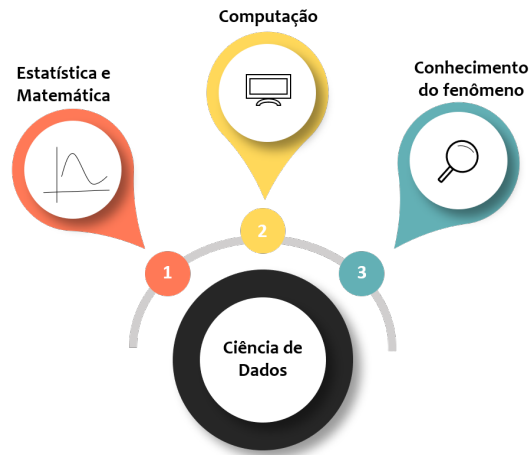 Computação
Estatística e
Matemática
Conhecimento
do fenômeno
1
2
3
Ciência de
Dados